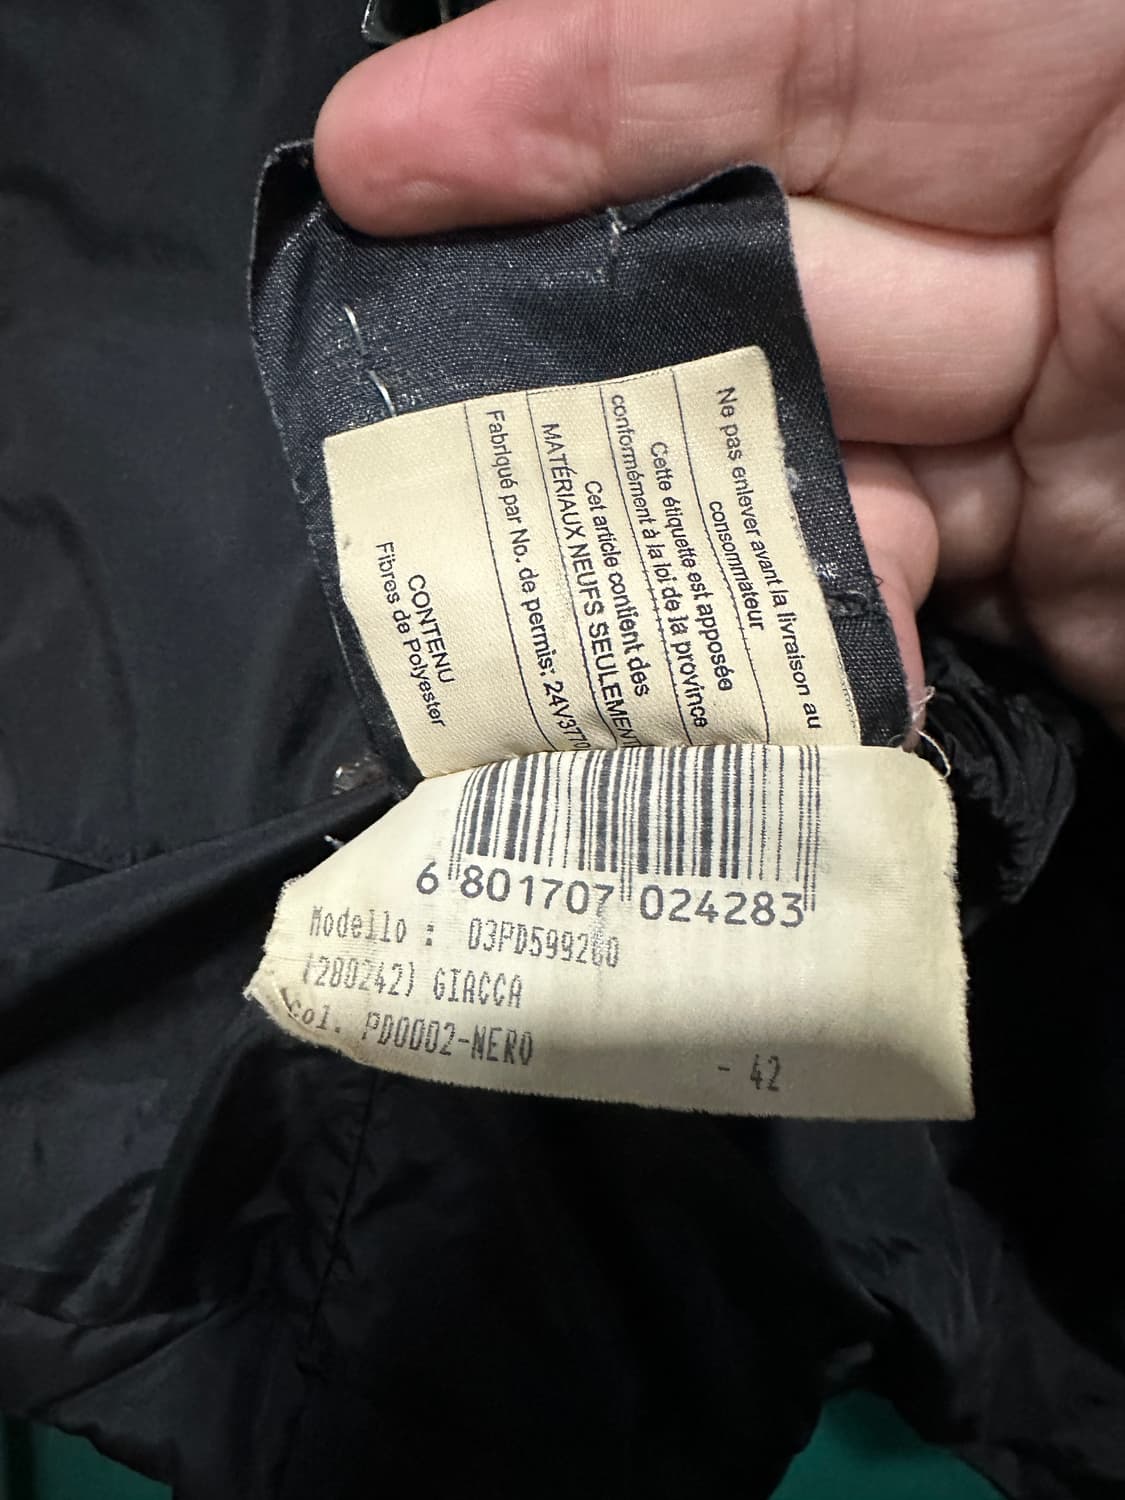 Ne pas enlever avant la livraison au
consommateur
Cette étiquette est apposée
conformément à la loi de la province
Cet article contient des
MATÉRIAUX NEUFS SEULEMENT
Fabriqué par No. de permis: 24V3770
CONTENU
Fibres de Polyester
6 801707 024283
Modello : 03PD599260
(280242) GIACCA
Col. PD0002-NERO - 42